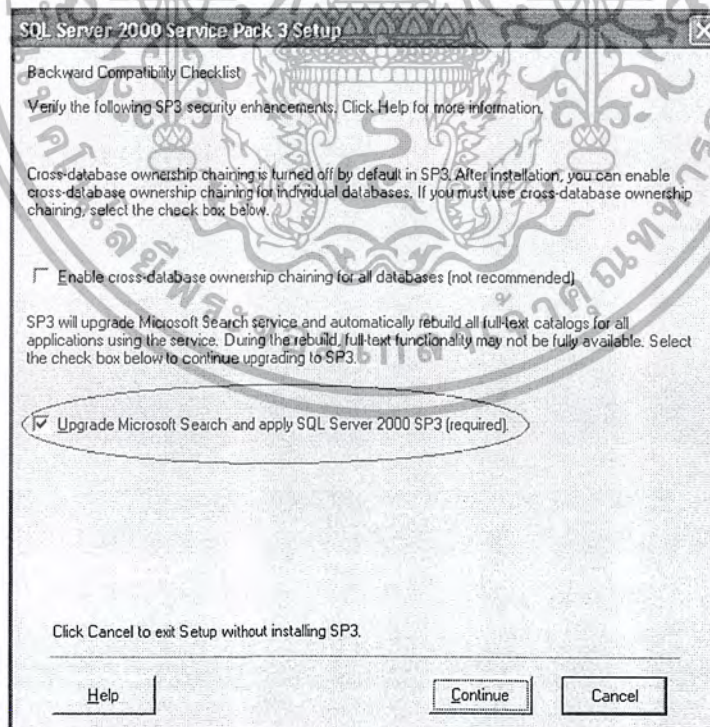 SQL Server 2000 Service Pack 3 Setup
Backward Compatibility Checklist
Verify the following SP3 security enhancements. Click Help for more information.
Cross-database ownership chaining is turned off by default in SP3. After installation, you can enable
cross-database ownership chaining for individual databases. If you must use cross-database ownership
chaining, select the check box below.
Enable cross-database ownership chaining for all databases (not recommended)
SP3 will upgrade Microsoft Search service and automatically rebuild all full-text catalogs for all
applications using the service. During the rebuild, full-text functionality may not be fully available. Select
the check box below to continue upgrading to SP3.
Upgrade Microsoft Search and apply SQL Server 2000 SP3 (required).
Click Cancel to exit Setup without installing SP3.
Help
Continue
Cancel